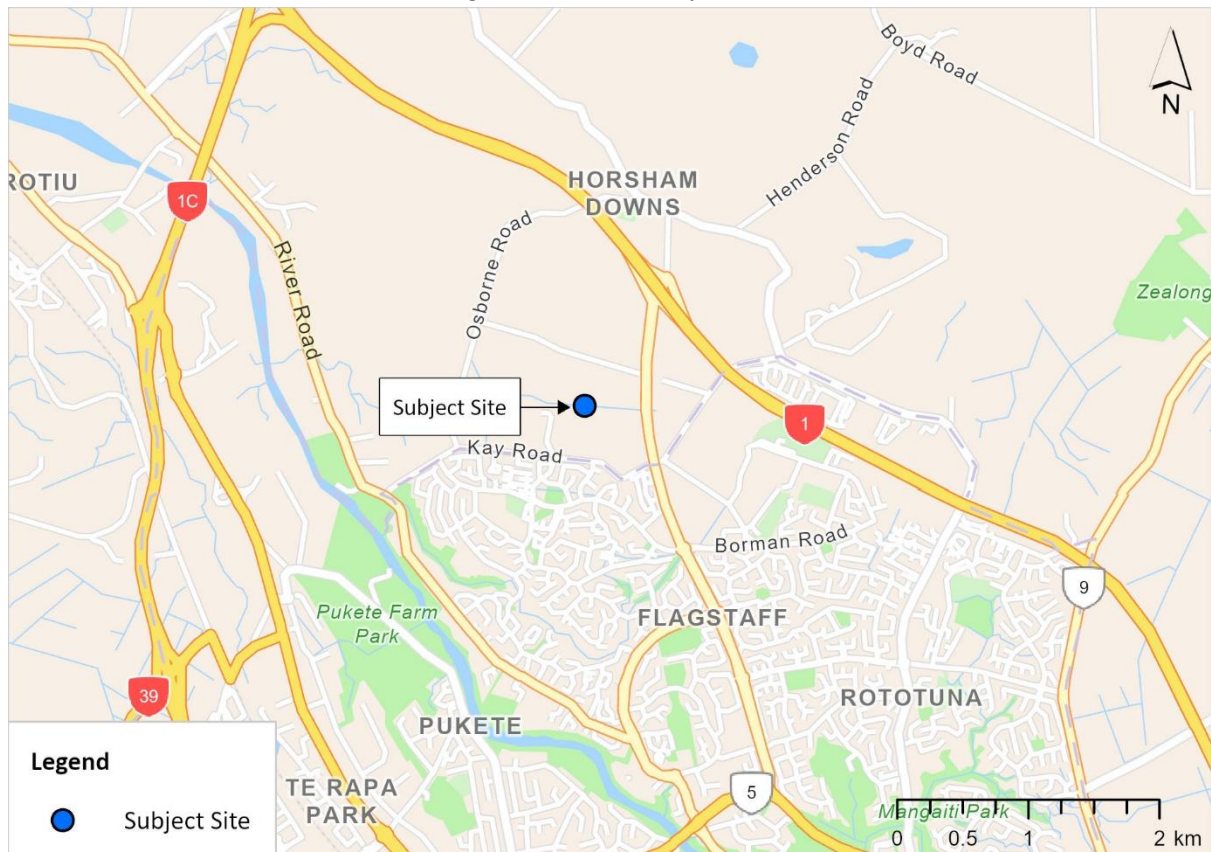 Boyd Road
N
Henderson Road
HORSHAM
DOWNS
ROTIU
1C
River Road
Osborne Road
Zealong
Subject Site
1
Kay Road
Borman Road
9
FLAGSTAFF
Pukete Farm
Park
39
ROTOTUNA
PUKETE
Legend
Subject Site
TE RAPA
PARK
5
Mangaiti Park
0 0.5 1 2 km